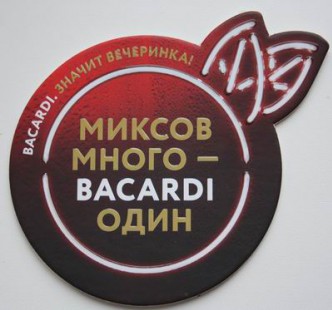 BACARDI. ЗНАЧИТ ВЕЧЕРИНКА!
МИКСОВ
МНОГО –
BACARDI
ОДИН